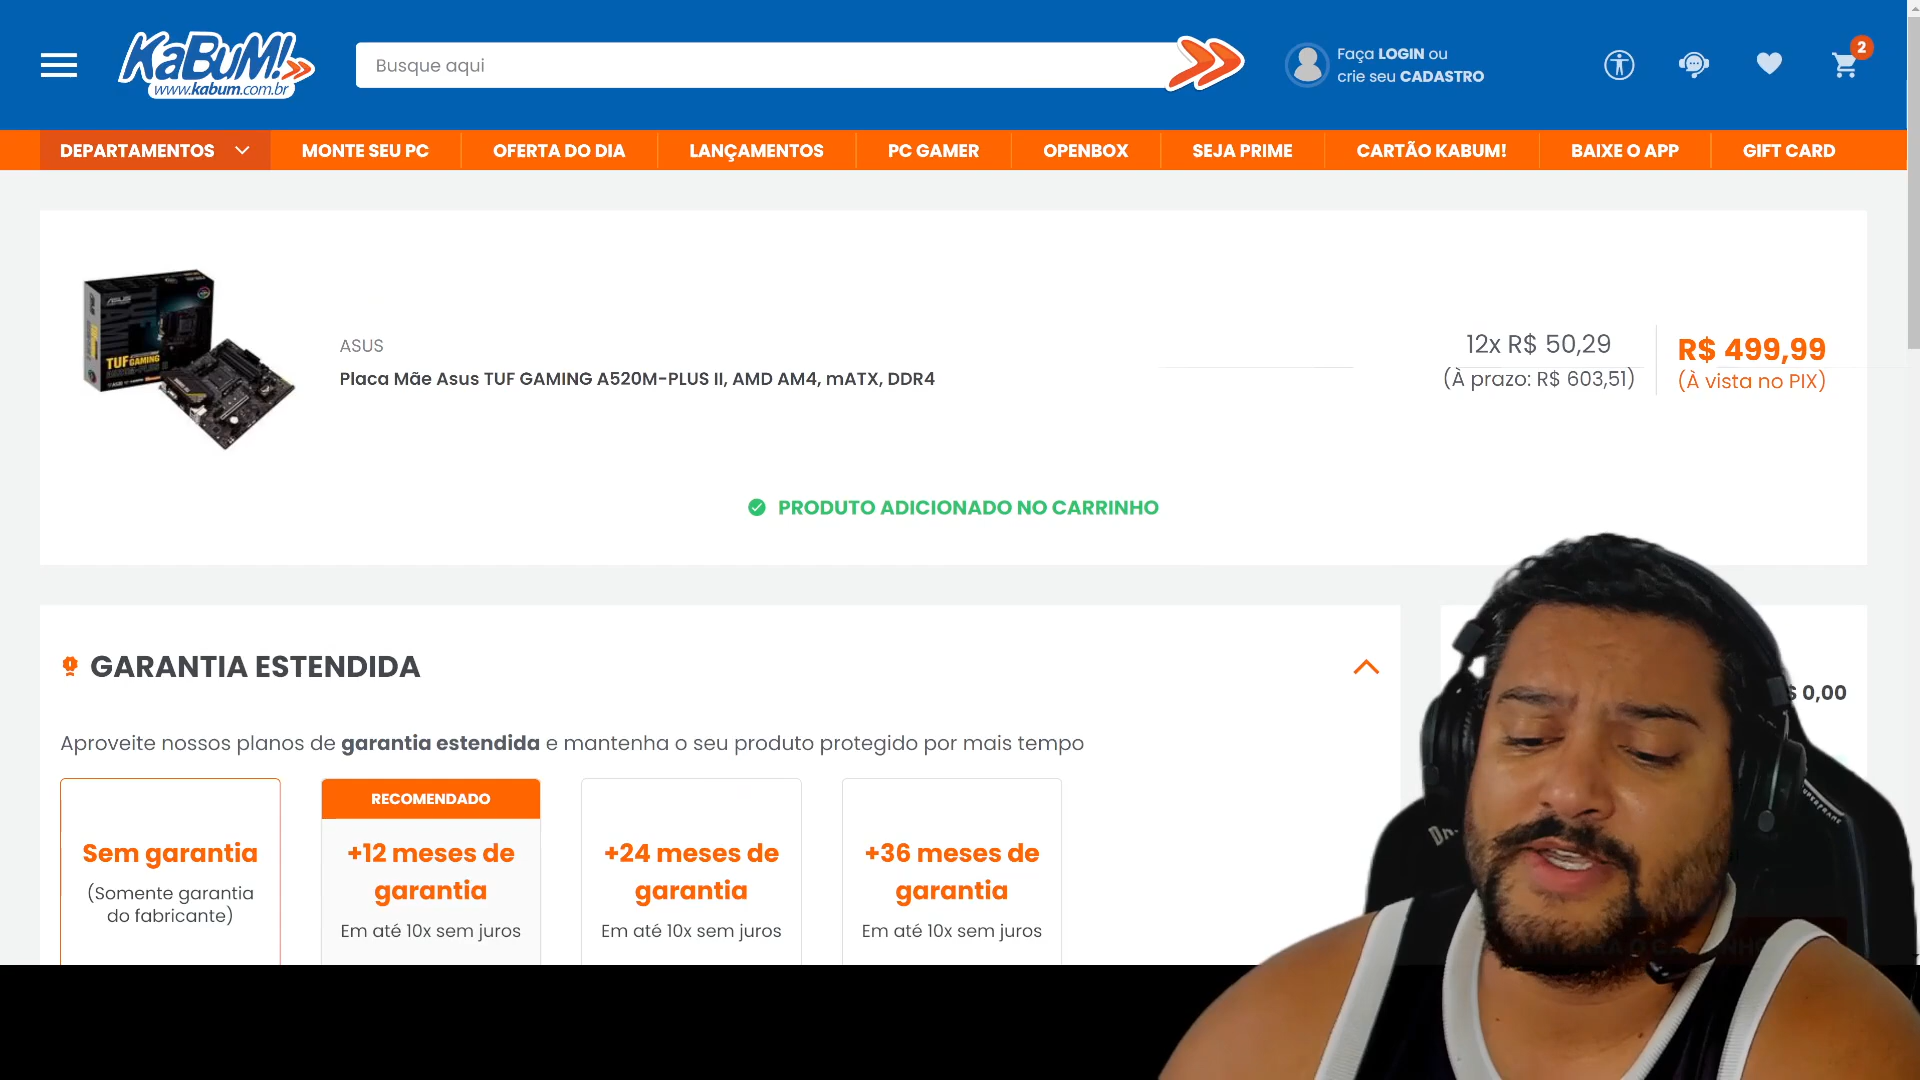 KaBuM!
www.kabum.com.br
Busque aqui
Faça LOGIN ou
crie seu CADASTRO
2
DEPARTAMENTOS
MONTE SEU PC
OFERTA DO DIA
LANÇAMENTOS
PC GAMER
OPENBOX
SEJA PRIME
CARTÃO KABUM!
BAIXE O APP
GIFT CARD
ASUS
TUF GAMING
ASUS
Placa Mãe Asus TUF GAMING A520M-PLUS II, AMD AM4, mATX, DDR4
12x R$ 50,29
(À prazo: R$ 603,51)
R$ 499,99
(À vista no PIX)
PRODUTO ADICIONADO NO CARRINHO
GARANTIA ESTENDIDA
Aproveite nossos planos de garantia estendida e mantenha o seu produto protegido por mais tempo
Sem garantia
(Somente garantia
do fabricante)
RECOMENDADO
+12 meses de
garantia
Em até 10x sem juros
+24 meses de
garantia
Em até 10x sem juros
+36 meses de
garantia
Em até 10x sem juros
$ 0,00